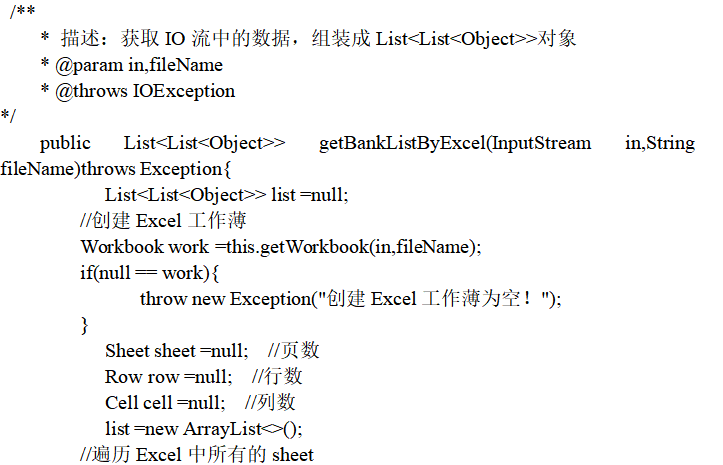 /**
* 描述：获取 IO 流中的数据，组装成 List<List<Object>>对象
* @param in,fileName
* @throws IOException
*/
public List<List<Object>> getBankListByExcel(InputStream in,String
fileName)throws Exception{
List<List<Object>> list =null;
//创建 Excel 工作薄
Workbook work =this.getWorkbook(in,fileName);
if(null == work){
throw new Exception("创建 Excel 工作薄为空！");
}
Sheet sheet =null; //页数
Row row =null; //行数
Cell cell =null; //列数
list =new ArrayList<>();
//遍历 Excel 中所有的 sheet